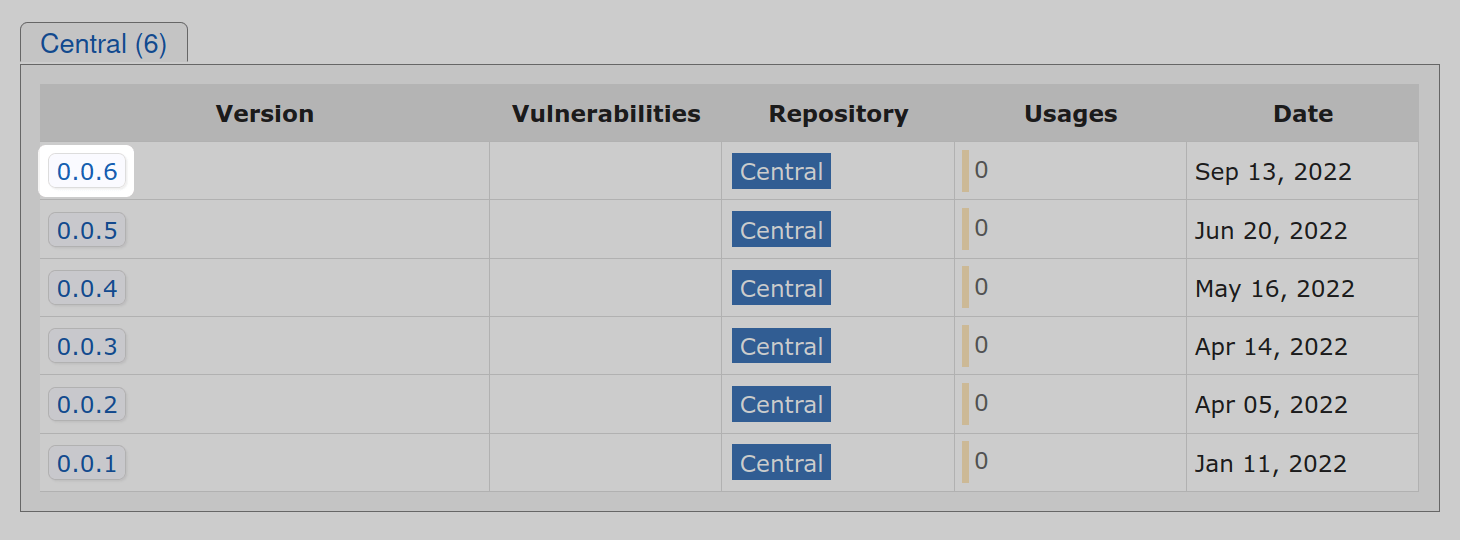 Central (6)
Version Vulnerabilities Repository Usages Date
0.0.6 Central 0 Sep 13, 2022
0.0.5 Central 0 Jun 20, 2022
0.0.4 Central 0 May 16, 2022
0.0.3 Central 0 Apr 14, 2022
0.0.2 Central 0 Apr 05, 2022
0.0.1 Central 0 Jan 11, 2022